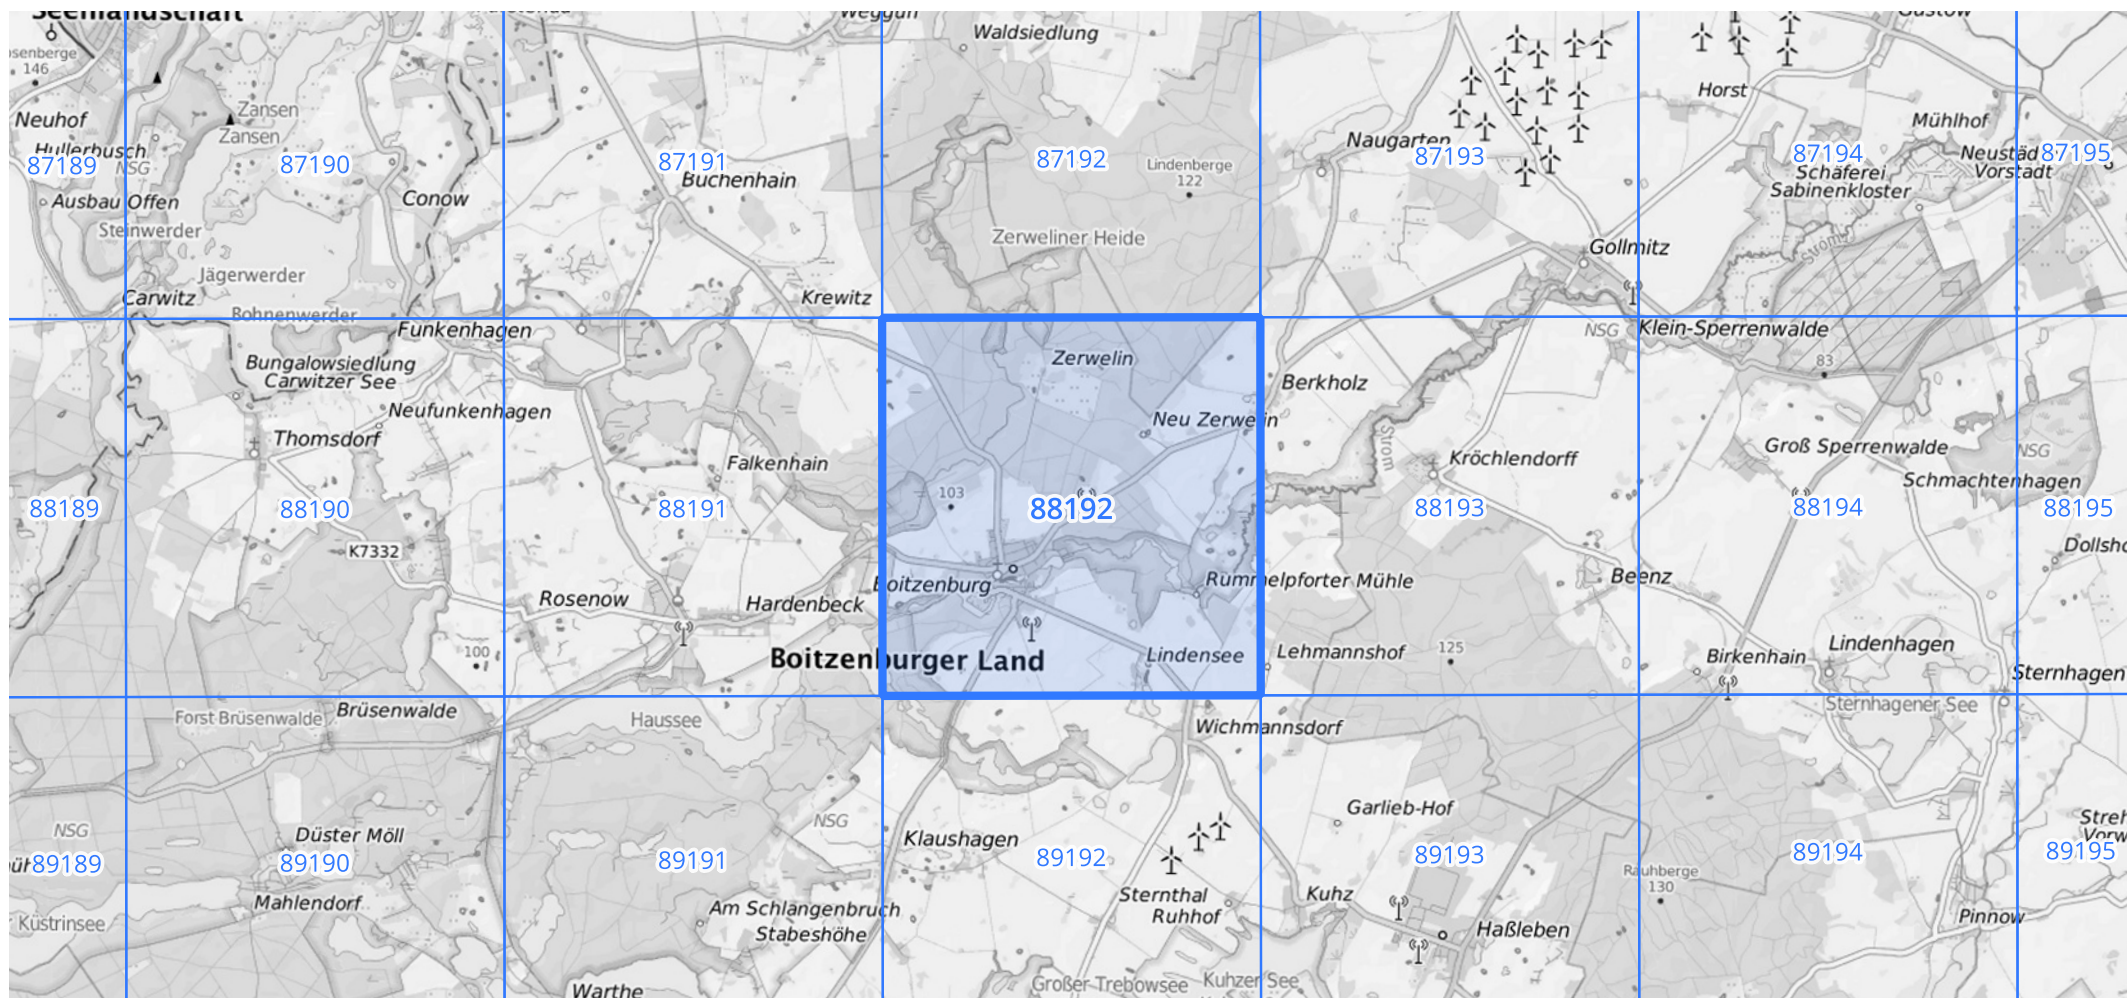 Seenlandschaft
Weggun
Gustow
Waldsiedlung
146
Zansen
Zansen
Neuhof
Hullerbusch
NSG
87189
87190
87191
Buchenhain
87192
Lindenberge
122
Naugarten
87193
Horst
Mühlhof
87194
87195
Schäferei
Sabinenkloster
Vorstadt
Ausbau Offen
Conow
Steinwerder
Zerweliner Heide
Gollmitz
Strom
Jägerwerder
Carwitz
Krewitz
Bohnenwerder
Funkenhagen
NSG
Klein-Sperrenwalde
Bungalowsiedlung
Carwitzer See
Zerwelin
83
Berkholz
Neufunkenhagen
Neu Zerwelin
Thomsdorf
Falkenhain
Strom
Kröchlendorff
Groß Sperrenwalde
NSG
Schmachtenhagen
103
88189
88190
88191
88192
88193
88194
88195
K7332
Boitzenburg
Rummelpforter Mühle
Beenz
Rosenow
Hardenbeck
100
Boitzenburger Land
Lindensee
Lehmannshof
125
Birkenhain
Lindenhagen
Sternhagen
Forst Brüsenwalde
Brüsenwalde
Haussee
Wichmannsdorf
Sternhagener See
NSG
Düster Möll
NSG
Klaushagen
Garlieb-Hof
89189
89190
89191
89192
89193
89194
89195
Rauhberge
130
Mahlendorf
Küstrinsee
Am Schlangenbruch
Stabeshöhe
Sternthal
Ruhhof
Kuhz
Haßleben
Pinnow
Warthe
Großer Trebowsee
Kuhzer See